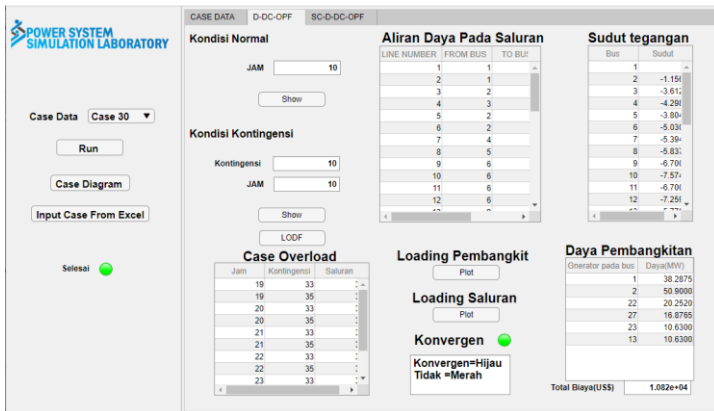 POWER SYSTEM
SIMULATION LABORATORY
Case Data Case 30
Run
Case Diagram
Input Case From Excel
Selesai
CASE DATA D-DC-OPF SC-D-DC-OPF
Kondisi Normal
JAM 10
Show
Kondisi Kontingensi
Kontingensi 10
JAM 10
Show
LODF
Aliran Daya Pada Saluran
LINE NUMBER FROM BUS TO BUS
1 1
2 1
3 2
4 3
5 2
6 2
7 4
8 5
9 6
10 6
11 6
12 6
Sudut tegangan
Bus Sudut
1
2 -1.156
3 -3.612
4 -4.298
5 -3.804
6 -5.030
7 -5.394
8 -5.837
9 -6.700
10 -7.574
11 -6.700
12 -7.259
Case Overload
Jam Kontingensi Saluran
19 33
19 35
20 33
20 35
21 33
21 35
22 33
22 35
23 33
Loading Pembangkit
Plot
Loading Saluran
Plot
Konvergen
Konvergen=Hijau
Tidak =Merah
Daya Pembangkitan
Gnerator pada bus Daya(MW)
1 38.2875
2 50.9000
22 20.2520
27 16.8765
23 10.6300
13 10.6300
Total Biaya(US$) 1.082e+04